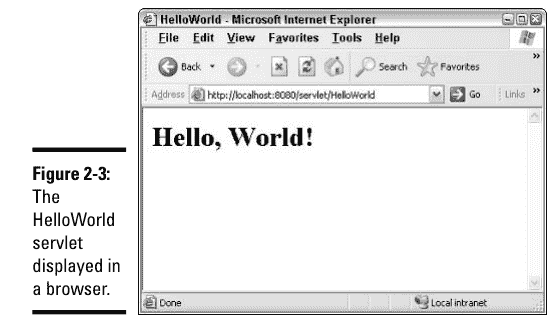 HelloWorld - Microsoft Internet Explorer
File Edit View Favorites Tools Help
Back Search Favorites »
Address http://localhost:8080/servlet/HelloWorld Go Links »
Hello, World!
Figure 2-3:
The
HelloWorld
servlet
displayed in
a browser.
Done Local intranet